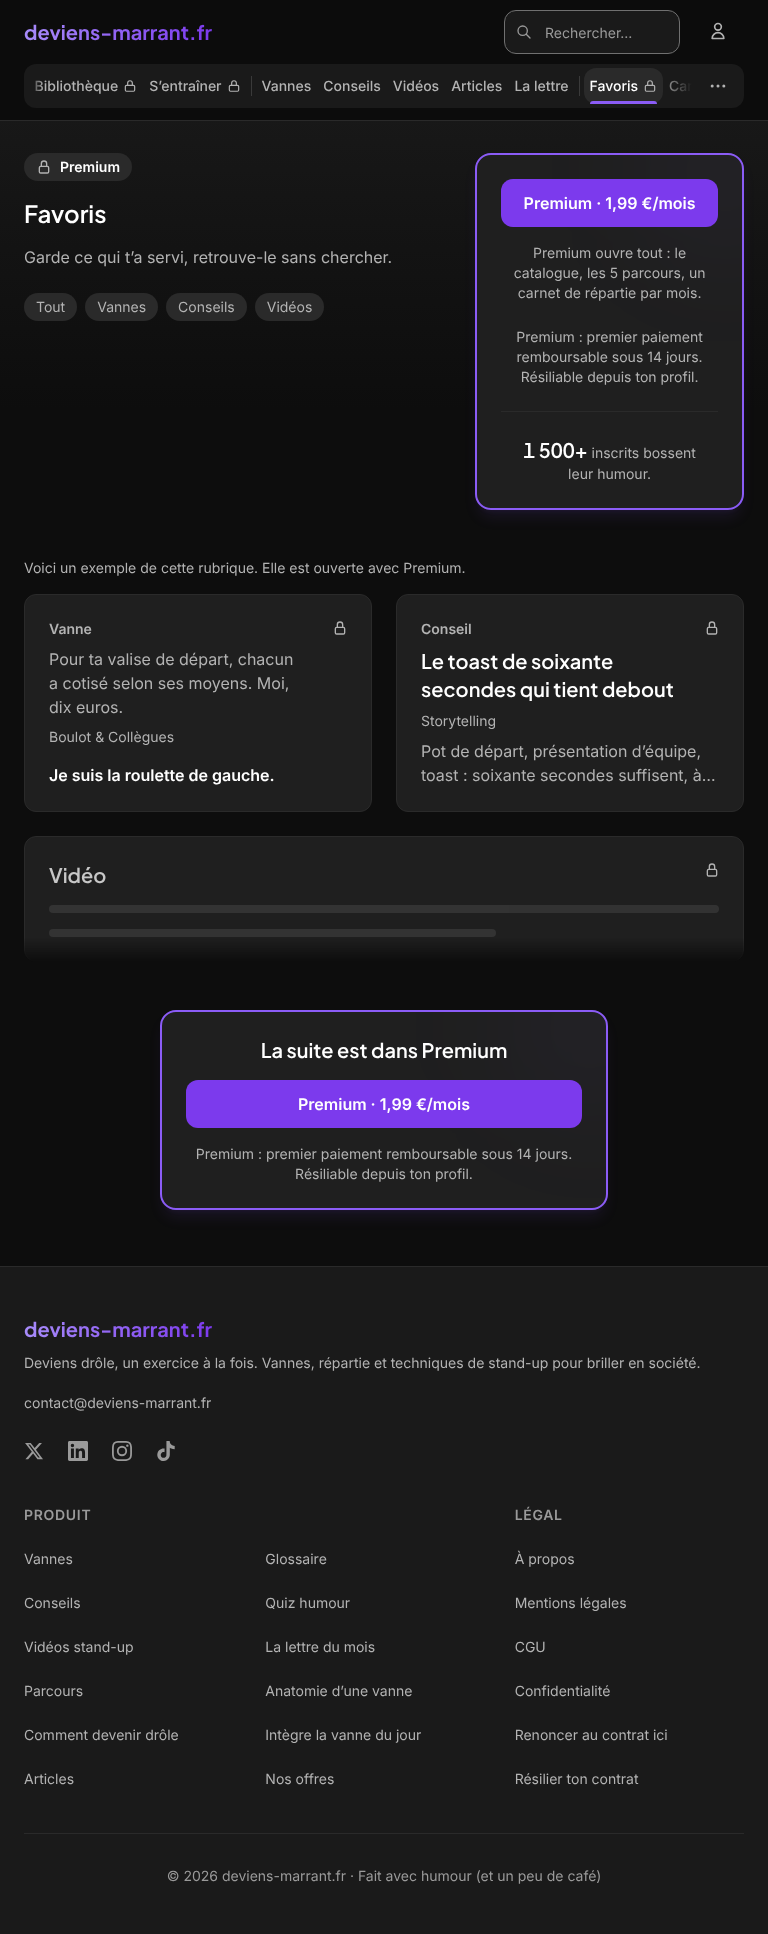 deviens-marrant.fr
Rechercher...
Bibliothèque
S’entraîner
Vannes
Conseils
Vidéos
Articles
La lettre
Favoris
Premium
Favoris
Garde ce qui t’a servi, retrouve-le sans chercher.
Tout
Vannes
Conseils
Vidéos
Premium · 1,99 €/mois
Premium ouvre tout : le
catalogue, les 5 parcours, un
carnet de répartie par mois.
Premium : premier paiement
remboursable sous 14 jours.
Résiliable depuis ton profil.
1 500+ inscrits bossent
leur humour.
Voici un exemple de cette rubrique. Elle est ouverte avec Premium.
Vanne
Pour ta valise de départ, chacun
a cotisé selon ses moyens. Moi,
dix euros.
Boulot & Collègues
Je suis la roulette de gauche.
Conseil
Le toast de soixante
secondes qui tient debout
Storytelling
Pot de départ, présentation d’équipe,
toast : soixante secondes suffisent, à…
Vidéo
La suite est dans Premium
Premium · 1,99 €/mois
Premium : premier paiement remboursable sous 14 jours.
Résiliable depuis ton profil.
deviens-marrant.fr
Deviens drôle, un exercice à la fois. Vannes, répartie et techniques de stand-up pour briller en société.
contact@deviens-marrant.fr
PRODUIT
Vannes
Conseils
Vidéos stand-up
Parcours
Comment devenir drôle
Articles
Glossaire
Quiz humour
La lettre du mois
Anatomie d’une vanne
Intègre la vanne du jour
Nos offres
LÉGAL
À propos
Mentions légales
CGU
Confidentialité
Renoncer au contrat ici
Résilier ton contrat
© 2026 deviens-marrant.fr · Fait avec humour (et un peu de café)